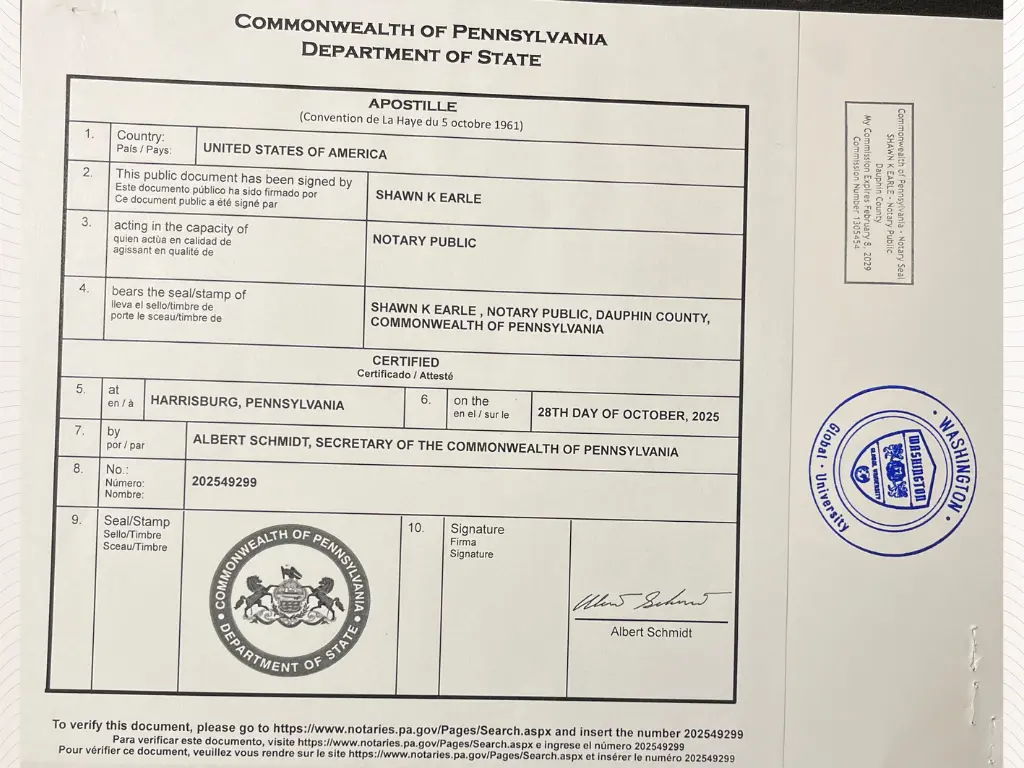 COMMONWEALTH OF PENNSYLVANIA
DEPARTMENT OF STATE
APOSTILLE
(Convention de La Haye du 5 octobre 1961)
1. Country: UNITED STATES OF AMERICA
País / Pays:
2. This public document has been signed by SHAWN K EARLE
Este documento público ha sido firmado por
Ce document public a été signé par
3. acting in the capacity of NOTARY PUBLIC
quien actúa en calidad de
agissant en qualité de
4. bears the seal/stamp of
lleva el sello/timbre de
porte le sceau/timbre de
SHAWN K EARLE , NOTARY PUBLIC, DAUPHIN COUNTY,
COMMONWEALTH OF PENNSYLVANIA
CERTIFIED
Certificado / Attesté
5. at HARRISBURG, PENNSYLVANIA
en / à
6. on the 28TH DAY OF OCTOBER, 2025
en el / sur le
7. by ALBERT SCHMIDT, SECRETARY OF THE COMMONWEALTH OF PENNSYLVANIA
por / par
8. No.: 202549299
Número:
Nombre:
9. Seal/Stamp
Sello/Timbre
Sceau/Timbre
COMMONWEALTH OF PENNSYLVANIA
DEPARTMENT OF STATE
10. Signature
Firma
Signature
Albert Schmidt
To verify this document, please go to https://www.notaries.pa.gov/Pages/Search.aspx and insert the number 202549299
Para verificar este documento, visite https://www.notaries.pa.gov/Pages/Search.aspx e ingrese el número 202549299
Pour vérifier ce document, veuillez vous rendre sur le site https://www.notaries.pa.gov/Pages/Search.aspx et insérer le numéro 202549299
Commonwealth of Pennsylvania - Notary Seal
SHAWN K EARLE - Notary Public
Dauphin County
My Commission Expires February 8, 2029
Commission Number 1305454
WASHINGTON
Global · University
WASHINGTON
GLOBAL UNIVERSITY